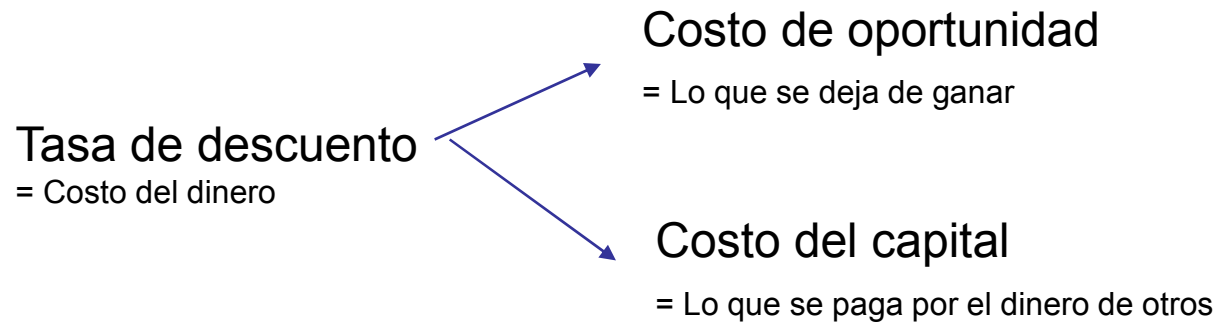 Costo de oportunidad
= Lo que se deja de ganar
Tasa de descuento
= Costo del dinero
Costo del capital
= Lo que se paga por el dinero de otros